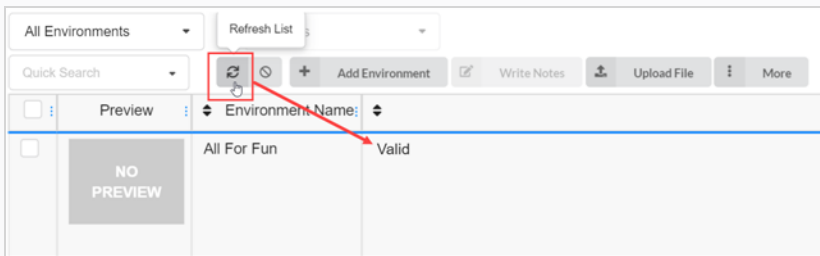 All Environments
Refresh List
s
Quick Search
Add Environment
Write Notes
Upload File
More
Preview
Environment Name
All For Fun
Valid
NO
PREVIEW